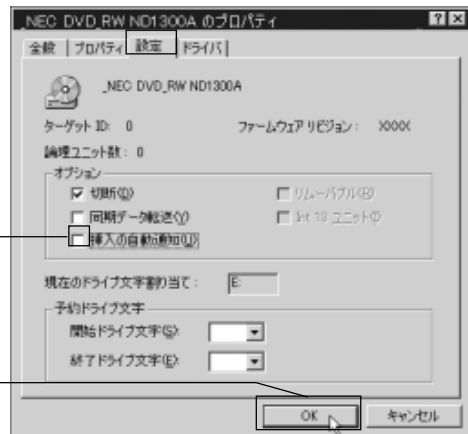 _NEC DVD_RW ND1300A のプロパティ
全般 プロパティ 設定 ドライバ
_NEC DVD_RW ND1300A
ターゲット ID: 0 ファームウェア リビジョン: XXXX
論理ユニット数: 0
オプション
切断(D) リムーバブル(R)
同期データ転送(Y) Int 13 ユニット(I)
挿入の自動通知(U)
現在のドライブ文字割り当て: E:
予約ドライブ文字
開始ドライブ文字(S):
終了ドライブ文字(E):
OK キャンセル